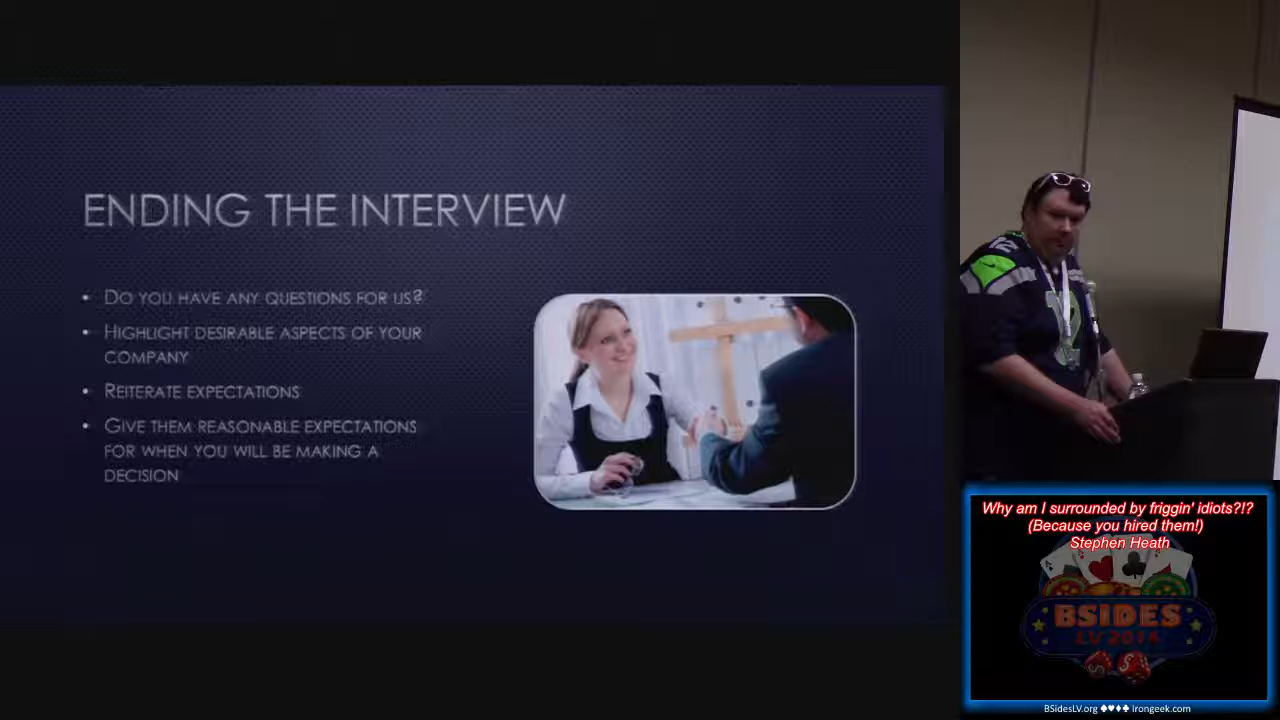 ENDING THE INTERVIEW
• DO YOU HAVE ANY QUESTIONS FOR US?
• HIGHLIGHT DESIRABLE ASPECTS OF YOUR
COMPANY
• REITERATE EXPECTATIONS
• GIVE THEM REASONABLE EXPECTATIONS
FOR WHEN YOU WILL BE MAKING A
DECISION
12
12
Why am I surrounded by friggin' idiots?!?
(Because you hired them!)
Stephen Heath
BSIDES
LV 2014
BSidesLV.org ♠♥♦♣ Irongeek.com